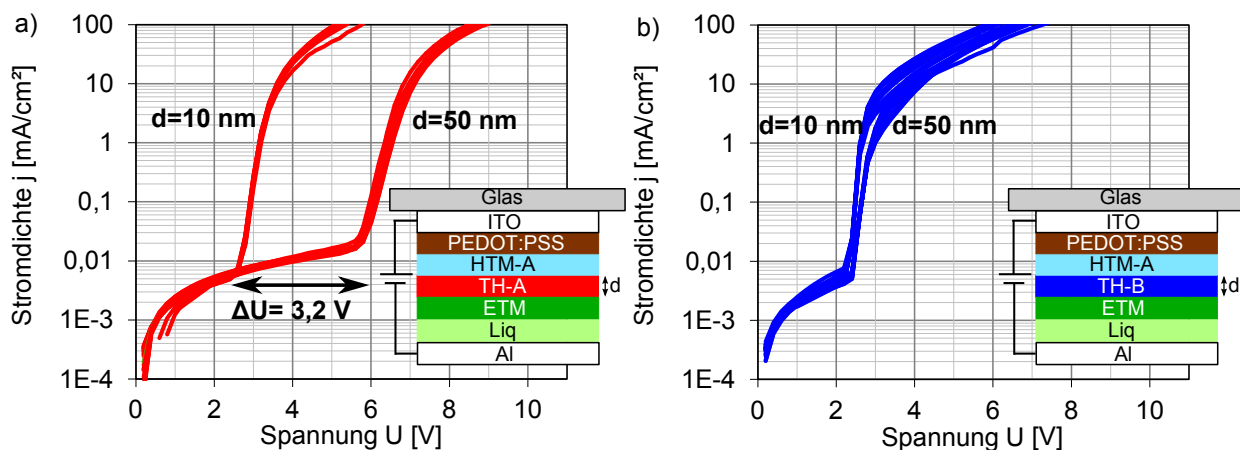 a)
Stromdichte j [mA/cm²]
100
10
1
0,1
0,01
1E-3
1E-4
d=10 nm
d=50 nm
ΔU= 3,2 V
Glas
ITO
PEDOT:PSS
HTM-A
TH-A
d
ETM
Liq
Al
0 2 4 6 8 10
Spannung U [V]
b)
Stromdichte j [mA/cm²]
100
10
1
0,1
0,01
1E-3
1E-4
d=10 nm
d=50 nm
Glas
ITO
PEDOT:PSS
HTM-A
TH-B
d
ETM
Liq
Al
0 2 4 6 8 10
Spannung U [V]